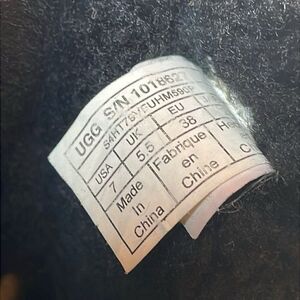 UGG S/N 1018627
USA UK EU
7 5.5 38
Made Fabrique
in en
China Chine